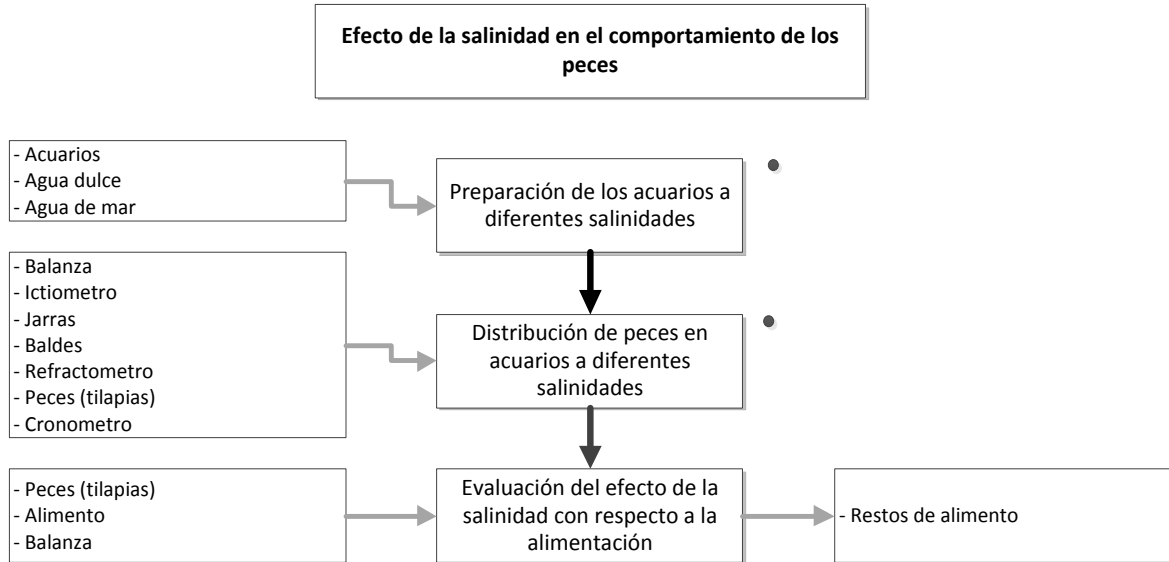 Efecto de la salinidad en el comportamiento de los
peces
- Acuarios
- Agua dulce
- Agua de mar
Preparación de los acuarios a
diferentes salinidades
- Balanza
- Ictiometro
- Jarras
- Baldes
- Refractometro
- Peces (tilapias)
- Cronometro
Distribución de peces en
acuarios a diferentes
salinidades
- Peces (tilapias)
- Alimento
- Balanza
Evaluación del efecto de la
salinidad con respecto a la
alimentación
- Restos de alimento